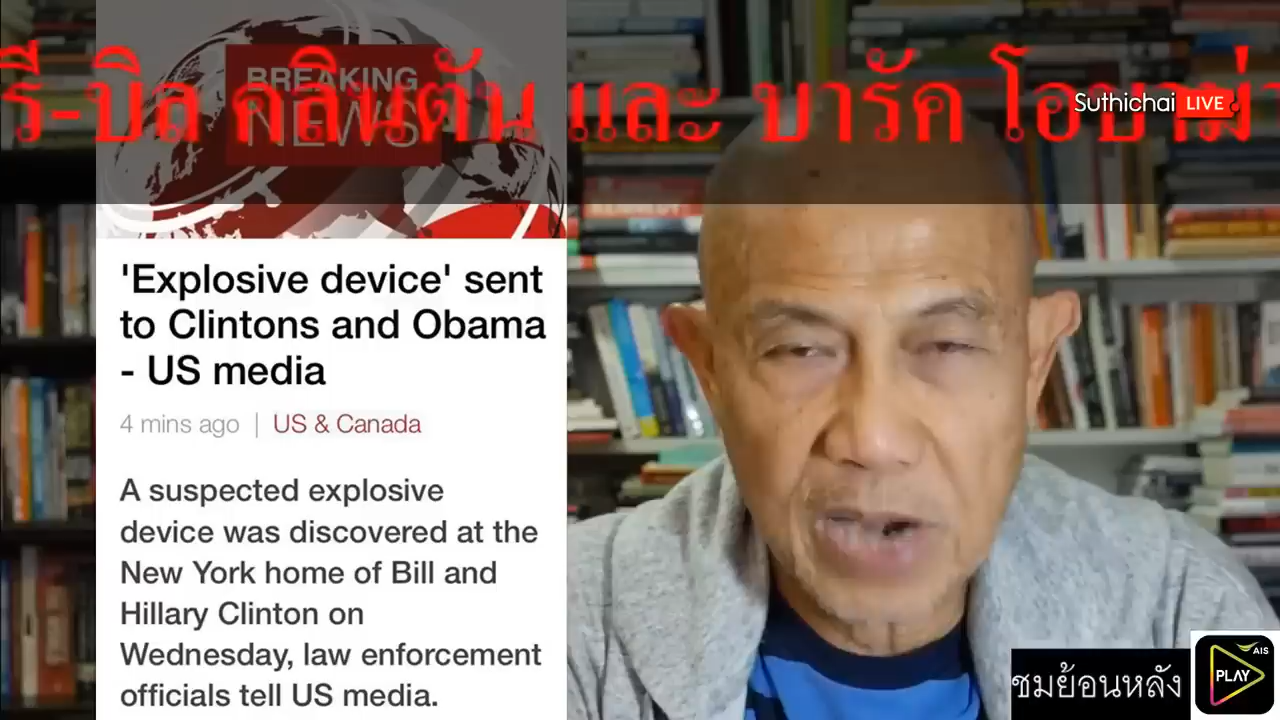 BREAKING
NEWS
รี-บิล คลินตัน และ บารัค โอบาม่า
Suthichai LIVE
'Explosive device' sent
to Clintons and Obama
- US media
4 mins ago | US & Canada
A suspected explosive
device was discovered at the
New York home of Bill and
Hillary Clinton on
Wednesday, law enforcement
officials tell US media.
ชมย้อนหลัง
AIS
PLAY